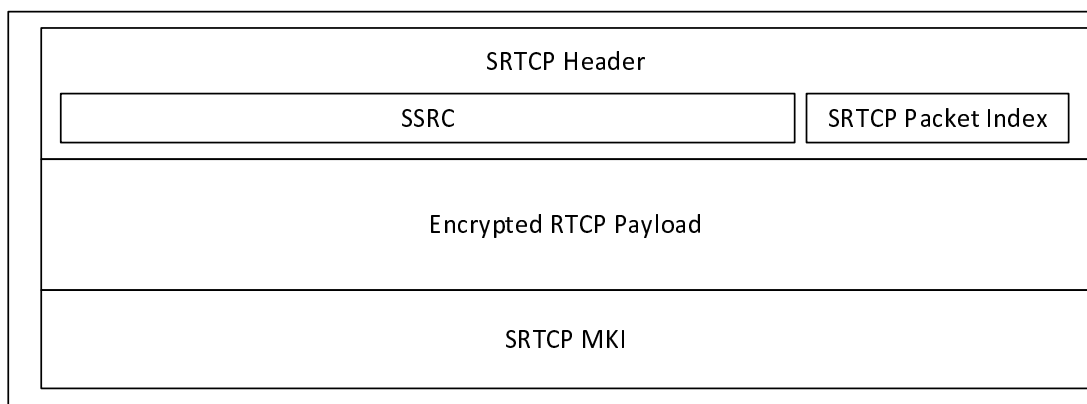 SRTCP Header
SSRC
SRTCP Packet Index
Encrypted RTCP Payload
SRTCP MKI